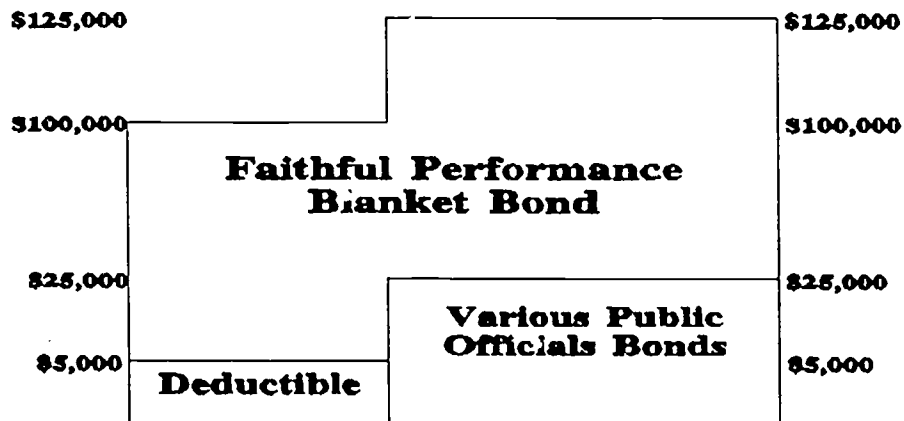 $125,000 $125,000
$100,000 $100,000
Faithful Performance
Blanket Bond
$25,000 $25,000
Various Public
Officials Bonds
$5,000 $5,000
Deductible